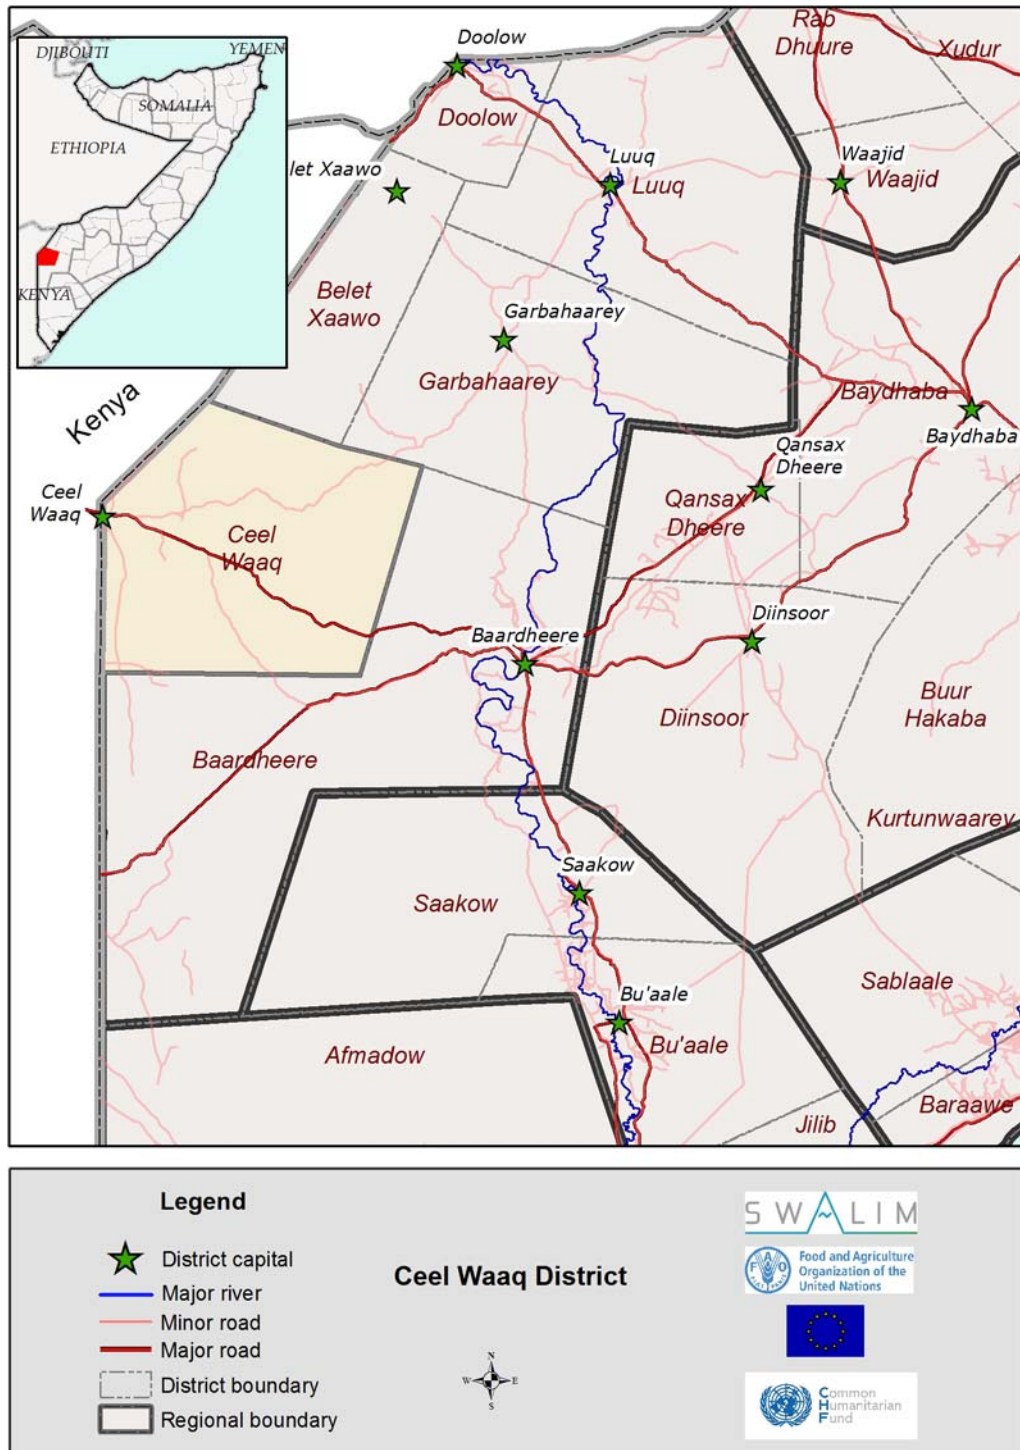 DJIBOUTI
YEMEN
SOMALIA
ETHIOPIA
KENYA
Doolow
Doolow
let Xaawo
Luuq
Luuq
Rab
Dhuure
Xudur
Waajid
Waajid
Belet
Xaawo
Garbahaarey
Garbahaarey
Kenya
Baydhaba
Baydhaba
Qansax
Dheere
Qansax
Dheere
Ceel
Waaq
Ceel
Waaq
Baardheere
Diinsoor
Diinsoor
Buur
Hakaba
Baardheere
Kurtunwaarey
Saakow
Saakow
Sablaale
Bu'aale
Bu'aale
Afmadow
Jilib
Baraawe
Legend
District capital
Major river
Minor road
Major road
District boundary
Regional boundary
Ceel Waaq District
N
W E
S
SWALIM
F A O
FIAT PANIS
Food and Agriculture
Organization of the
United Nations
Common
Humanitarian
Fund